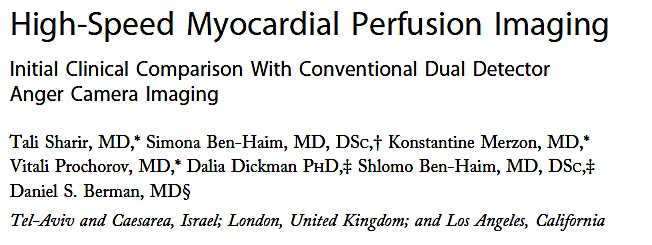 High-Speed Myocardial Perfusion Imaging
Initial Clinical Comparison With Conventional Dual Detector
Anger Camera Imaging
Tali Sharir, MD,* Simona Ben-Haim, MD, DSC,† Konstantine Merzon, MD,*
Vitali Prochorov, MD,* Dalia Dickman PHD,‡ Shlomo Ben-Haim, MD, DSC,‡
Daniel S. Berman, MD§
Tel-Aviv and Caesarea, Israel; London, United Kingdom; and Los Angeles, California